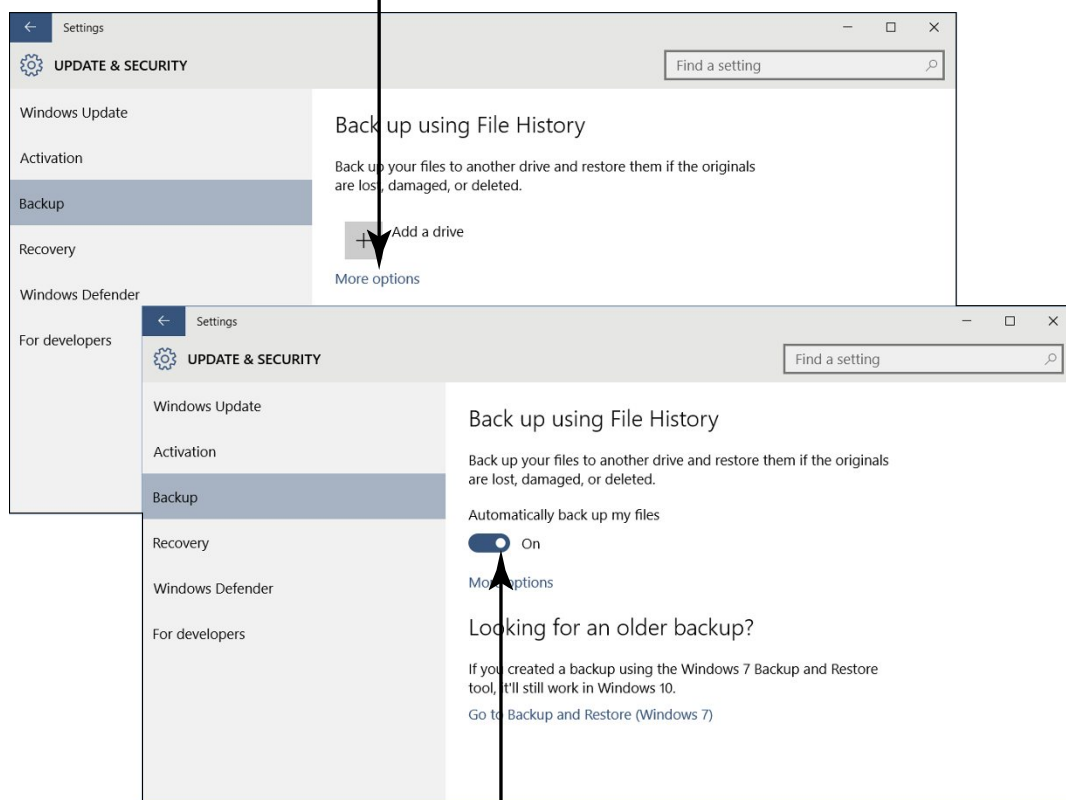 Settings
UPDATE & SECURITY
Find a setting
Windows Update
Activation
Backup
Recovery
Windows Defender
For developers
Back up using File History
Back up your files to another drive and restore them if the originals
are lost, damaged, or deleted.
Add a drive
More options
Settings
UPDATE & SECURITY
Find a setting
Windows Update
Activation
Backup
Recovery
Windows Defender
For developers
Back up using File History
Back up your files to another drive and restore them if the originals
are lost, damaged, or deleted.
Automatically back up my files
On
More options
Looking for an older backup?
If you created a backup using the Windows 7 Backup and Restore
tool, it'll still work in Windows 10.
Go to Backup and Restore (Windows 7)